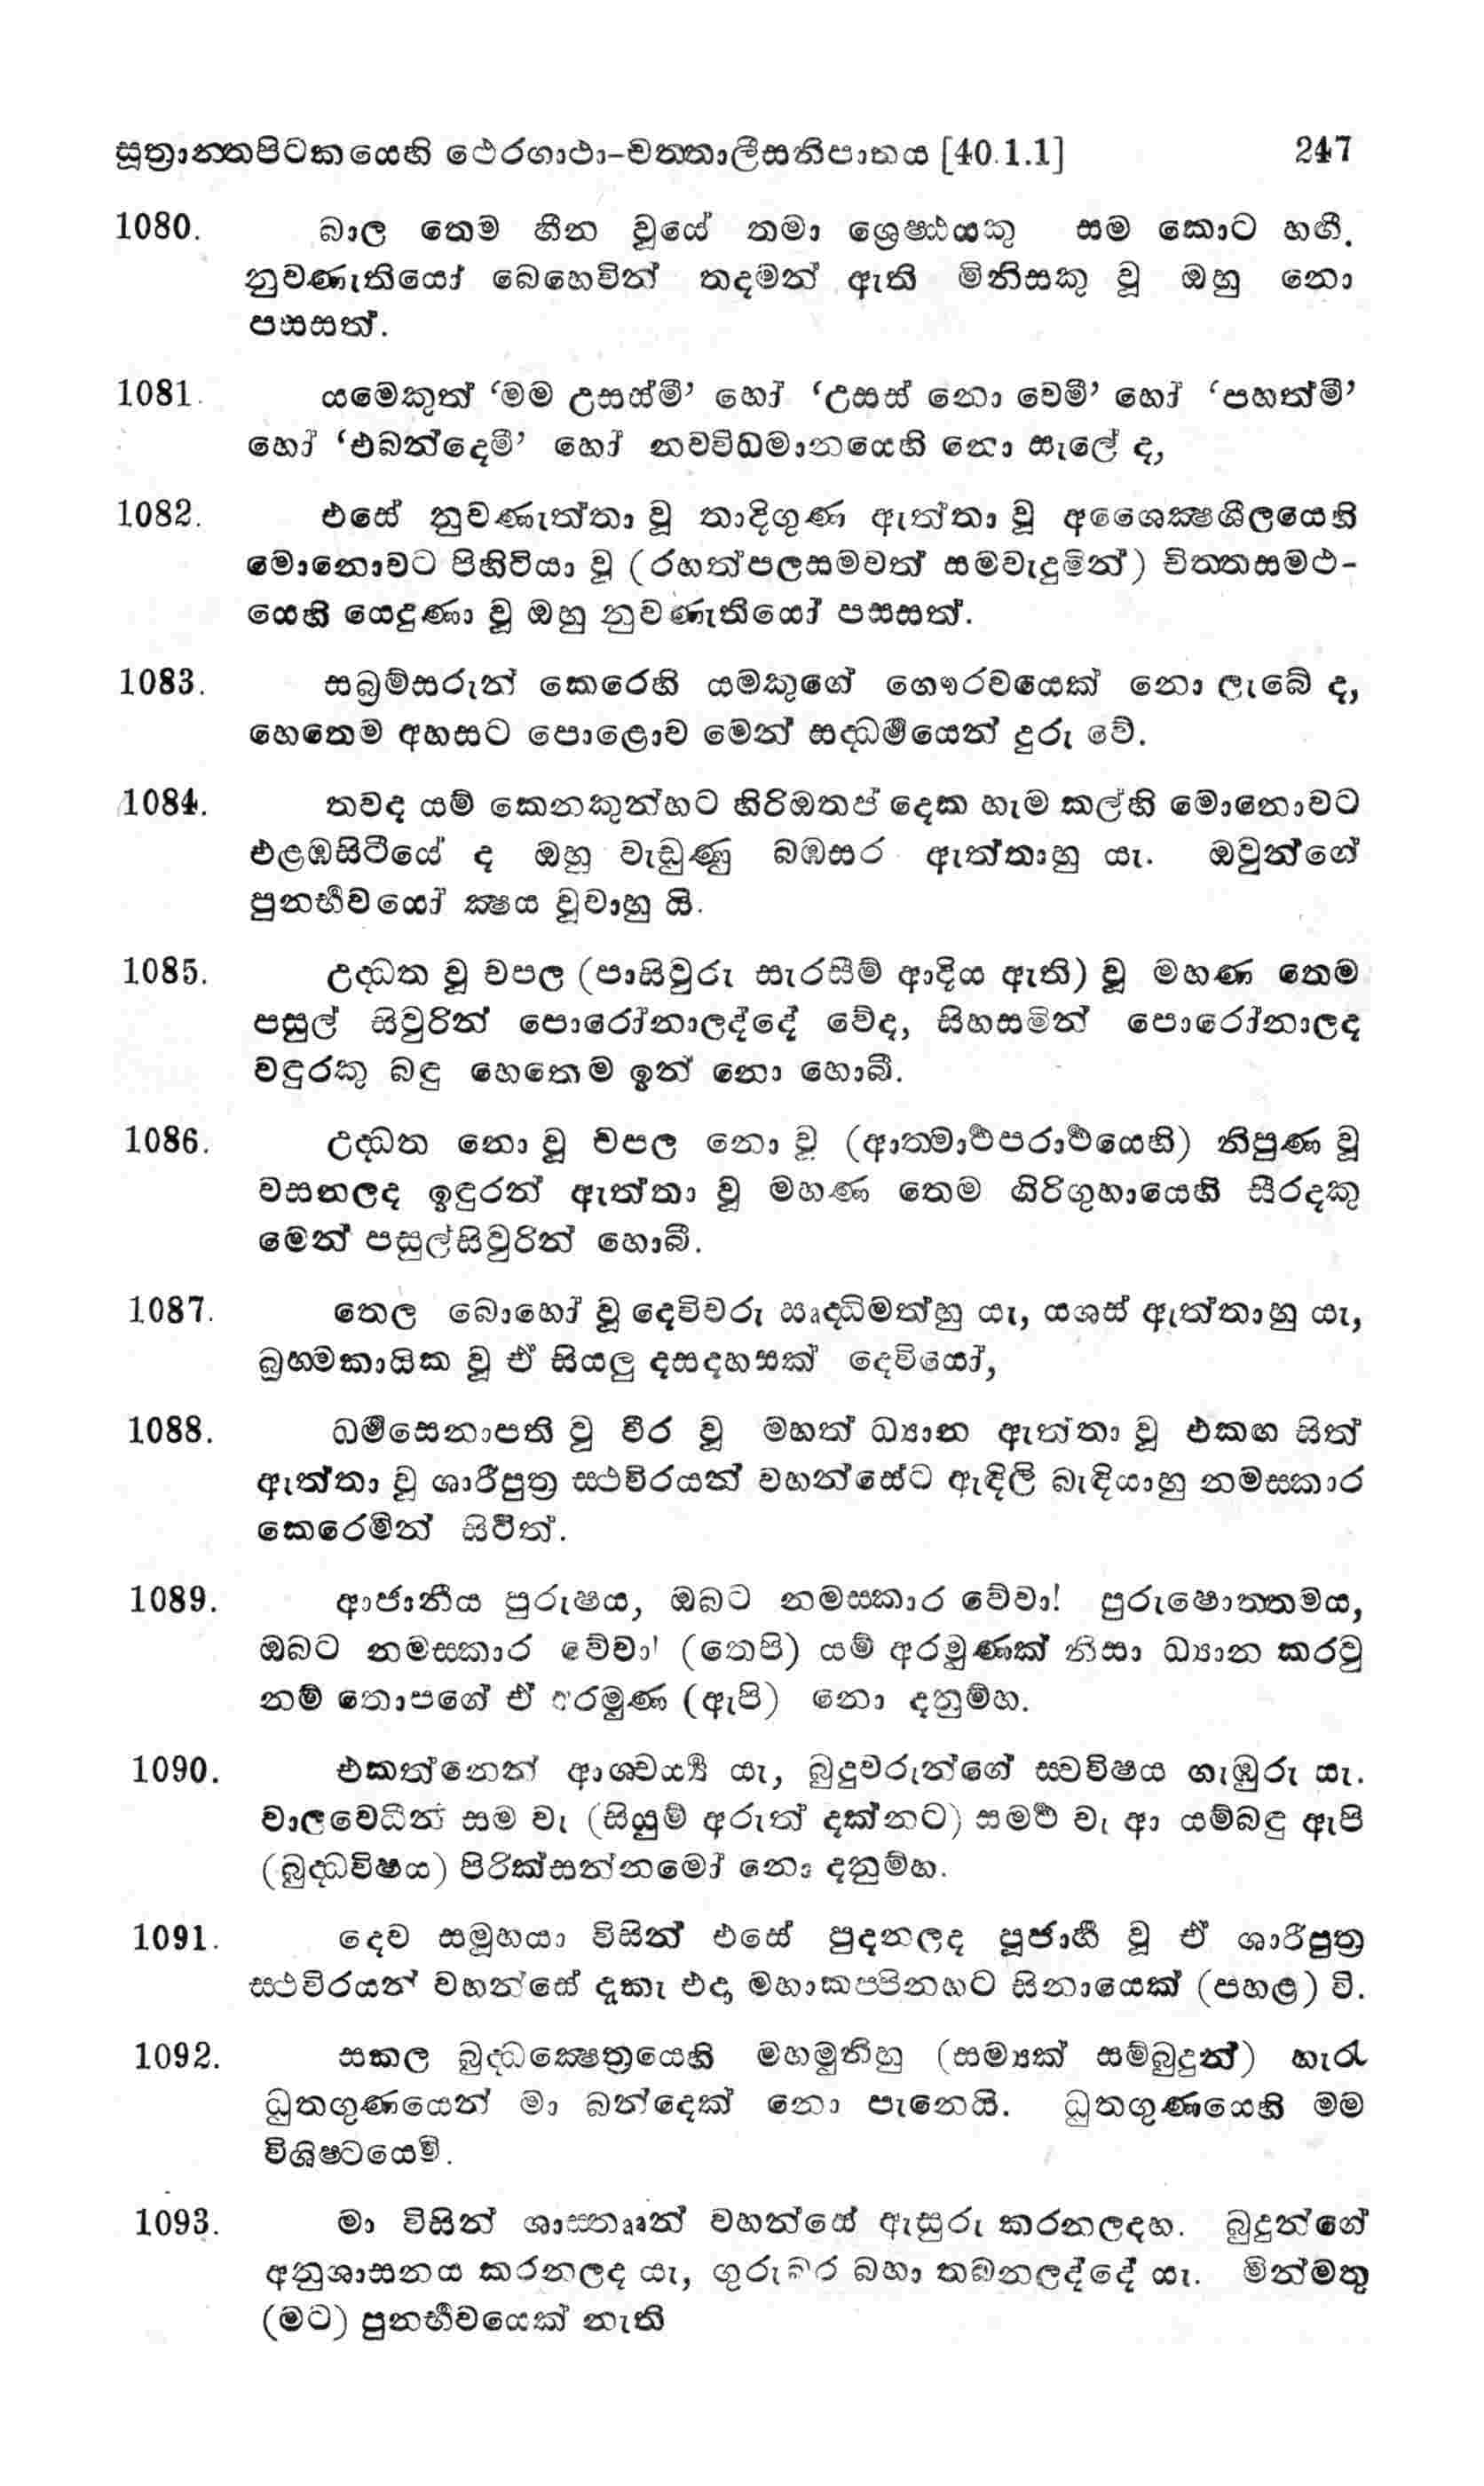 සූත්‍රාන්තපිටකයෙහි ථෙරගාථා-චත්තාලීසනිපාතය [40.1.1] 247
1080. බාල තෙම හීන වූයේ තමා ශ්‍රෙෂ්ඨයකු සම කොට හඟී.
නුවණැතියෝ බෙහෙවින් තදමන් ඇති මිනිසකු වූ ඔහු නො
පසසත්.
1081. යමෙකුත් ‘මම උසස්මී’ හෝ ‘උසස් නො වෙමී’ හෝ ‘පහත්මී’
හෝ ‘එබන්දෙමී’ හෝ නවවිධමානයෙහි නො සැලේ ද,
1082. එසේ නුවණැත්තා වූ තාදිගුණ ඇත්තා වූ අශෛක්‍ෂශීලයෙහි
මොනොවට පිහිටියා වූ (රහත්පලසමවත් සමවැදුමින්) චිත්තසමථ-
යෙහි යෙදුණා වූ ඔහු නුවණැතියෝ පසසත්.
1083. සබ්‍රම්සරුන් කෙරෙහි යමකුගේ ගෞරවයෙක් නො ලැබේ ද,
හෙතෙම අහසට පොළොව මෙන් සද්ධර්‍මයෙන් දුරු වේ.
1084. තවද යම් කෙනකුන්හට හිරිඔතප් දෙක හැම කල්හි මොනොවට
එළඹසිටියේ ද ඔහු වැඩුණු බඹසර ඇත්තාහු යැ. ඔවුන්ගේ
පුනර්‍භවයෝ ක්‍ෂය වූවාහු යි.
1085. උද්ධත වූ චපල (පාසිවුරු සැරසීම් ආදිය ඇති) වූ මහණ තෙම
පසුල් සිවුරින් පොරෝනාලද්දේ වේද, සිහසමින් පොරෝනාලද
වඳුරකු බඳු හෙතෙම ඉන් නො හොබී.
1086. උද්ධත නො වූ චපල නො වූ (ආත්මාර්‍ථපරාර්‍ථයෙහි) නිපුණ වූ
වසනලද ඉඳුරන් ඇත්තා වූ මහණ තෙම ගිරිගුහායෙහි සීරදකු
මෙන් පසුල්සිවුරින් හොබී.
1087. තෙල බොහෝ වූ දෙවිවරු ඍද්ධිමත්හු යැ, යශස් ඇත්තාහු යැ,
බ්‍රහ්මකායික වූ ඒ සියලු දසදහසක් දෙවියෝ,
1088. ධර්‍මසෙනාපති වූ වීර වූ මහත් ධ්‍යාන ඇත්තා වූ එකඟ සිත්
ඇත්තා වූ ශාරීපුත්‍ර ස්ථවිරයන් වහන්සේට ඇඳිලි බැඳියාහු නමස්කාර
කෙරෙමින් සිටිත්.
1089. ආජානීය පුරුෂය, ඔබට නමස්කාර වේවා! පුරුෂොත්තමය,
ඔබට නමස්කාර වේවා! (තෙපි) යම් අරමුණක් නිසා ධ්‍යාන කරවු
නම් තොපගේ ඒ අරමුණ (ඇපි) නො දනුම්හ.
1090. එකත්නෙන් ආශ්චර්‍ය්‍ය යැ, බුදුවරුන්ගේ ස්වවිෂය ගැඹුරු යැ.
වාලවෙධීන් සම වැ (සියුම් අරුත් දක්නට) සමර්‍ථ වැ ආ යම්බඳු ඇපි
(බුද්ධවිෂය) පිරික්සන්නමෝ නො දනුම්හ.
1091. දෙව සමූහයා විසින් එසේ පුදනලද පූජාර්‍හ වූ ඒ ශාරීපුත්‍ර
ස්ථවිරයන් වහන්සේ දැකැ එදා මහාකප්පිනහට සිනායෙක් (පහළ) වි.
1092. සකල බුද්ධක්‍ෂෙත්‍රයෙහි මහමුනිහු (සම්‍යක් සම්බුදුන්) හැරැ
ධුතගුණයෙන් මා බන්දෙක් නො පැනෙයි. ධුතගුණයෙහි මම
විශිෂ්ටයෙමි.
1093. මා විසින් ශාස්තෲන් වහන්සේ ඇසුරු කරනලදහ. බුදුන්ගේ
අනුශාසනය කරනලද යැ, ගුරු බර බහා තබනලද්දේ යැ. මින්මතු
(මට) පුනර්‍භවයෙක් නැති